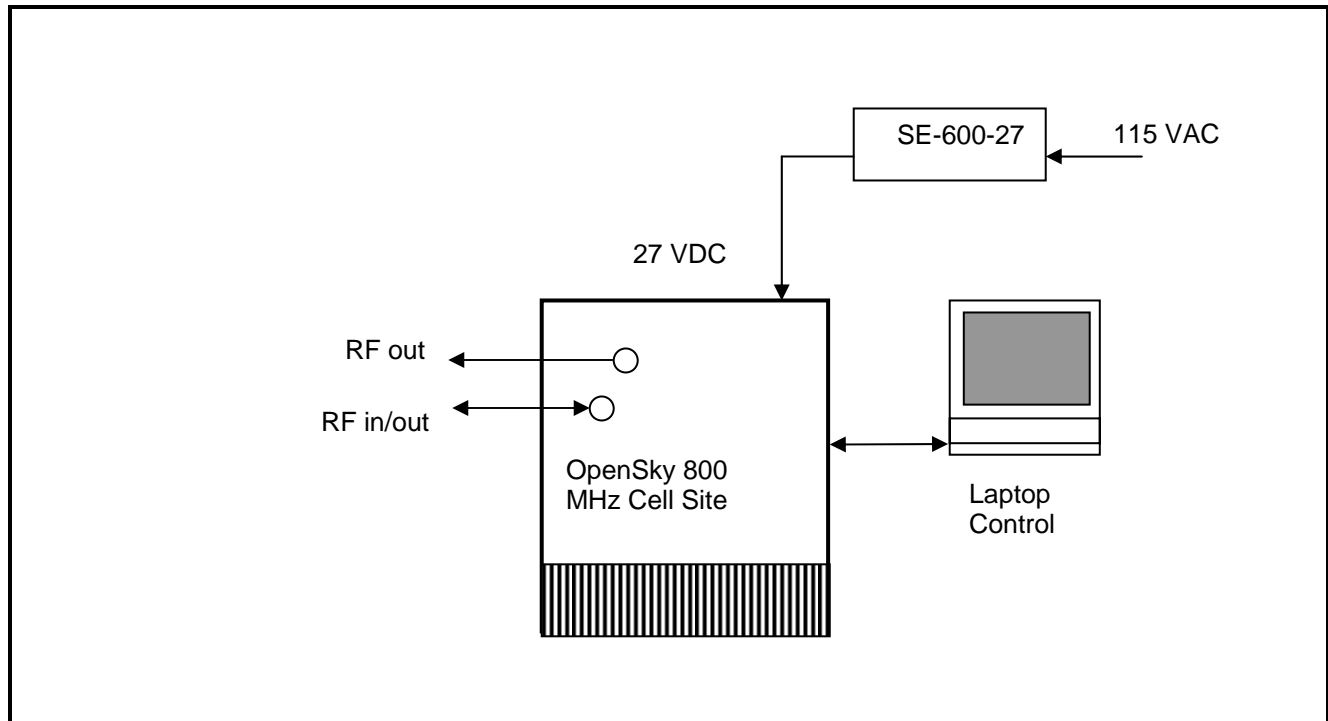 SE-600-27
115 VAC
27 VDC
RF out
RF in/out
OpenSky 800
MHz Cell Site
Laptop
Control